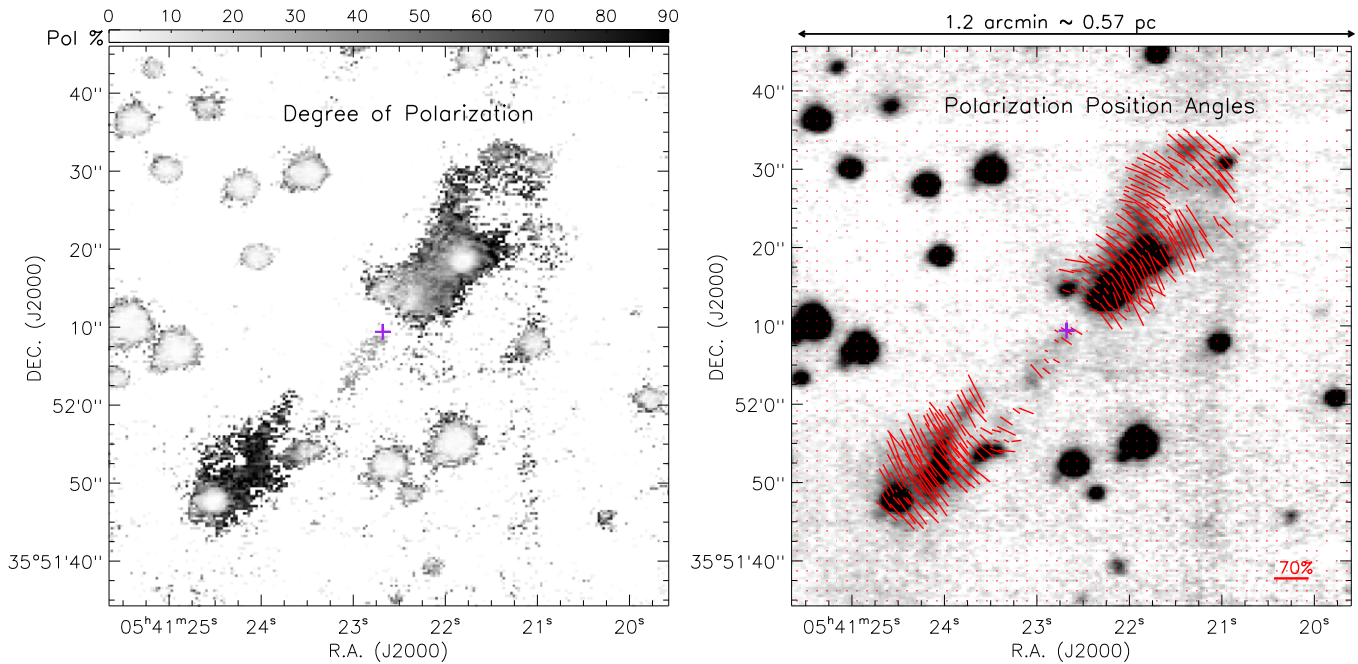 0 10 20 30 40 50 60 70 80 90
Pol %
1.2 arcmin ~ 0.57 pc
Degree of Polarization
Polarization Position Angles
40''
30''
20''
10''
52'0''
50''
35°51'40''
DEC. (J2000)
05ʰ41ᵐ25ˢ 24ˢ 23ˢ 22ˢ 21ˢ 20ˢ
R.A. (J2000)
40''
30''
20''
10''
52'0''
50''
35°51'40''
DEC. (J2000)
70%
05ʰ41ᵐ25ˢ 24ˢ 23ˢ 22ˢ 21ˢ 20ˢ
R.A. (J2000)